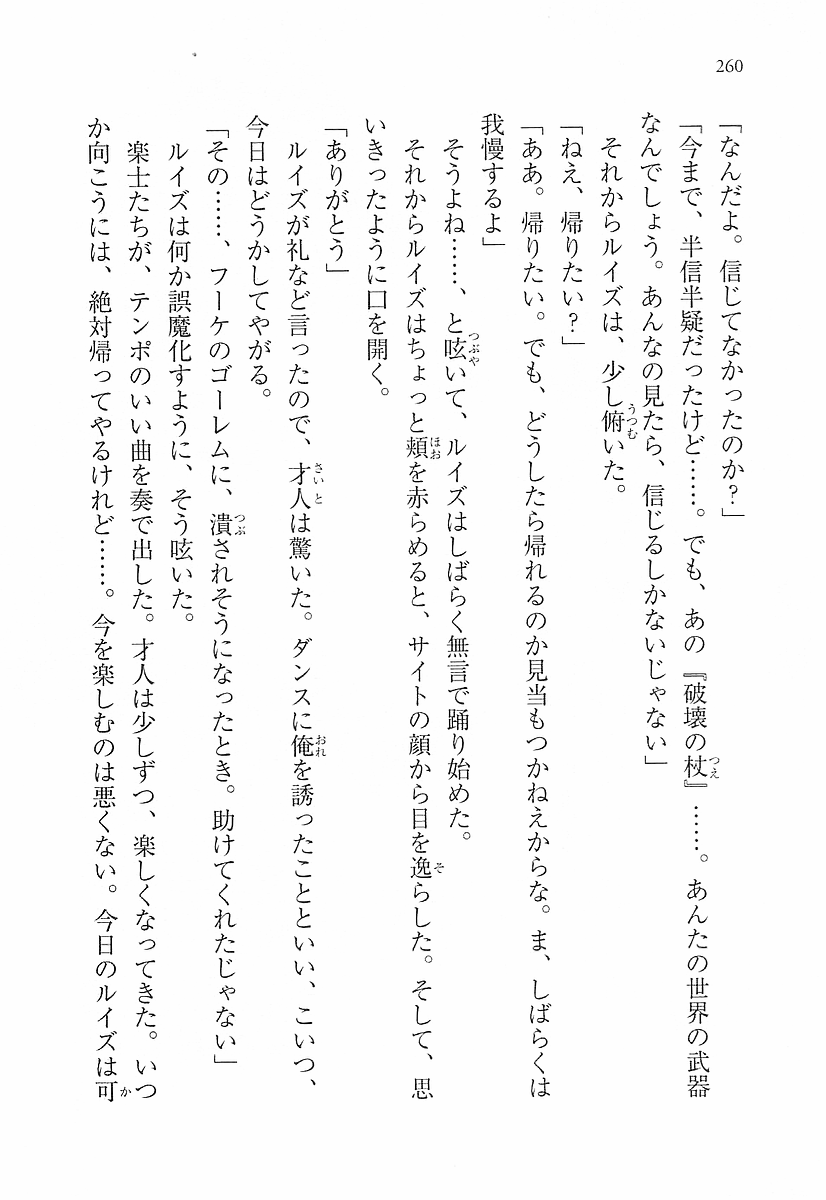 260
「なんだよ。信じてなかったのか？」
「今まで、半信半疑だったけど……。でも、あの『破壊の杖』……。あんたの世界の武器
なんでしょう。あんなの見たら、信じるしかないじゃない」
それからルイズは、少し俯いた。
「ねえ、帰りたい？」
「ああ。帰りたい。でも、どうしたら帰れるのか見当もつかねえからな。ま、しばらくは
我慢するよ」
そうよね……、と呟いて、ルイズはしばらく無言で踊り始めた。
それからルイズはちょっと頬を赤らめると、サイトの顔から目を逸らした。そして、思
いきったように口を開く。
「ありがとう」
ルイズが礼など言ったので、才人は驚いた。ダンスに俺を誘ったことといい、こいつ、
今日はどうかしてやがる。
「その……、フーケのゴーレムに、潰されそうになったとき。助けてくれたじゃない」
ルイズは何か誤魔化すように、そう呟いた。
楽士たちが、テンポのいい曲を奏で出した。才人は少しずつ、楽しくなってきた。いつ
か向こうには、絶対帰ってやるけれど……。今を楽しむのは悪くない。今日のルイズは可